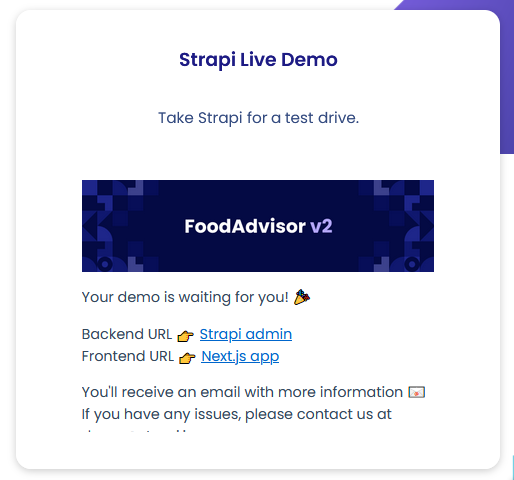 Strapi Live Demo
Take Strapi for a test drive.
FoodAdvisor v2
Your demo is waiting for you! 🎉
Backend URL 👉 Strapi admin
Frontend URL 👉 Next.js app
You'll receive an email with more information 💌
If you have any issues, please contact us at